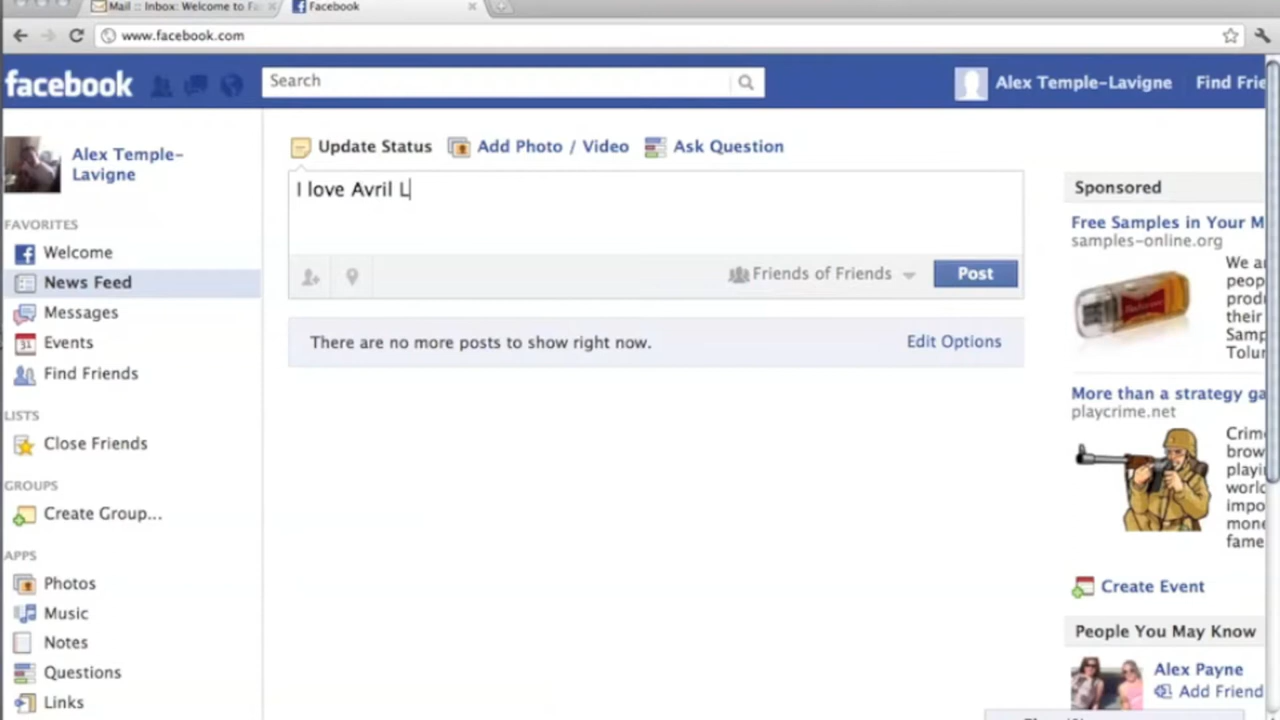 Mail :: Inbox: Welcome to Fa
Facebook
www.facebook.com
facebook
Search
Alex Temple-Lavigne
Find Frie
Alex Temple-
Lavigne
FAVORITES
Welcome
News Feed
Messages
31
Events
Find Friends
LISTS
Close Friends
GROUPS
Create Group...
APPS
Photos
Music
Notes
Questions
Links
Update Status
Add Photo / Video
Ask Question
I love Avril L
Friends of Friends
Post
There are no more posts to show right now.
Edit Options
Sponsored
Free Samples in Your M
samples-online.org
We ar
peop
prod
their
Samp
Tolur
More than a strategy ga
playcrime.net
Crim
brow
playi
world
impo
mone
fame
Create Event
People You May Know
Alex Payne
Add Friend